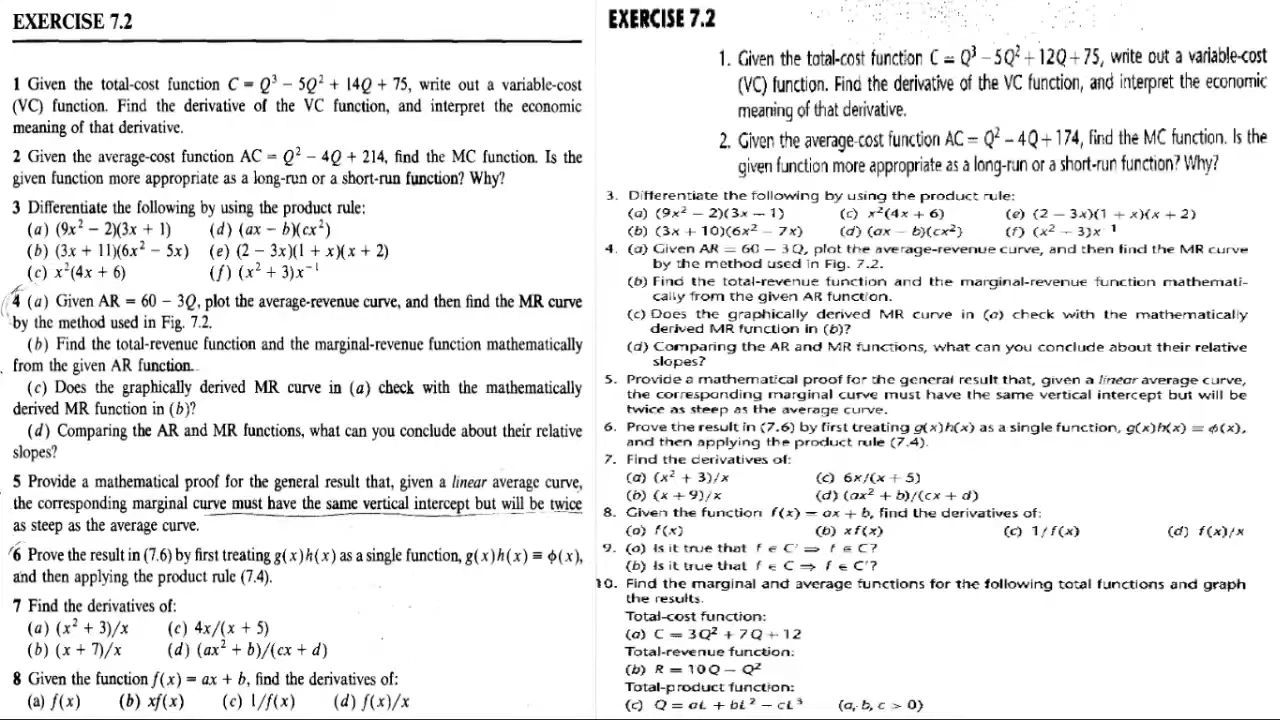 EXERCISE 7.2
1 Given the total-cost function C = Q³ − 5Q² + 14Q + 75, write out a variable-cost
(VC) function. Find the derivative of the VC function, and interpret the economic
meaning of that derivative.
2 Given the average-cost function AC = Q² − 4Q + 214, find the MC function. Is the
given function more appropriate as a long-run or a short-run function? Why?
3 Differentiate the following by using the product rule:
(a) (9x² − 2)(3x + 1) (d) (ax − b)(cx²)
(b) (3x + 11)(6x² − 5x) (e) (2 − 3x)(1 + x)(x + 2)
(c) x²(4x + 6) (f) (x² + 3)x⁻¹
4 (a) Given AR = 60 − 3Q, plot the average-revenue curve, and then find the MR curve
by the method used in Fig. 7.2.
(b) Find the total-revenue function and the marginal-revenue function mathematically
from the given AR function.
(c) Does the graphically derived MR curve in (a) check with the mathematically
derived MR function in (b)?
(d) Comparing the AR and MR functions, what can you conclude about their relative
slopes?
5 Provide a mathematical proof for the general result that, given a linear average curve,
the corresponding marginal curve must have the same vertical intercept but will be twice
as steep as the average curve.
6 Prove the result in (7.6) by first treating g(x)h(x) as a single function, g(x)h(x) ≡ φ(x),
and then applying the product rule (7.4).
7 Find the derivatives of:
(a) (x² + 3)/x (c) 4x/(x + 5)
(b) (x + 7)/x (d) (ax² + b)/(cx + d)
8 Given the function f(x) = ax + b, find the derivatives of:
(a) f(x) (b) xf(x) (c) 1/f(x) (d) f(x)/x
EXERCISE 7.2
1. Given the total-cost function C = Q³ − 5Q² + 12Q + 75, write out a variable-cost
(VC) function. Find the derivative of the VC function, and interpret the economic
meaning of that derivative.
2. Given the average-cost function AC = Q² − 4Q + 174, find the MC function. Is the
given function more appropriate as a long-run or a short-run function? Why?
3. Differentiate the following by using the product rule:
(a) (9x² − 2)(3x − 1) (c) x²(4x + 6) (e) (2 − 3x)(1 + x)(x + 2)
(b) (3x + 10)(6x² − 7x) (d) (ax − b)(cx²) (f) (x² + 3)x⁻¹
4. (a) Given AR = 60 − 3Q, plot the average-revenue curve, and then find the MR curve
by the method used in Fig. 7.2.
(b) Find the total-revenue function and the marginal-revenue function mathemati-
cally from the given AR function.
(c) Does the graphically derived MR curve in (a) check with the mathematically
derived MR function in (b)?
(d) Comparing the AR and MR functions, what can you conclude about their relative
slopes?
5. Provide a mathematical proof for the general result that, given a linear average curve,
the corresponding marginal curve must have the same vertical intercept but will be
twice as steep as the average curve.
6. Prove the result in (7.6) by first treating g(x)h(x) as a single function, g(x)h(x) ≡ φ(x),
and then applying the product rule (7.4).
7. Find the derivatives of:
(a) (x² + 3)/x (c) 6x/(x + 5)
(b) (x + 9)/x (d) (ax² + b)/(cx + d)
8. Given the function f(x) = ax + b, find the derivatives of:
(a) f(x) (b) xf(x) (c) 1/f(x) (d) f(x)/x
9. (a) Is it true that f ∈ C′ ⇒ f ∈ C?
(b) Is it true that f ∈ C ⇒ f ∈ C′?
10. Find the marginal and average functions for the following total functions and graph
the results.
Total-cost function:
(a) C = 3Q² + 7Q + 12
Total-revenue function:
(b) R = 10Q − Q²
Total-product function:
(c) Q = aL + bL² − cL³ (a, b, c > 0)